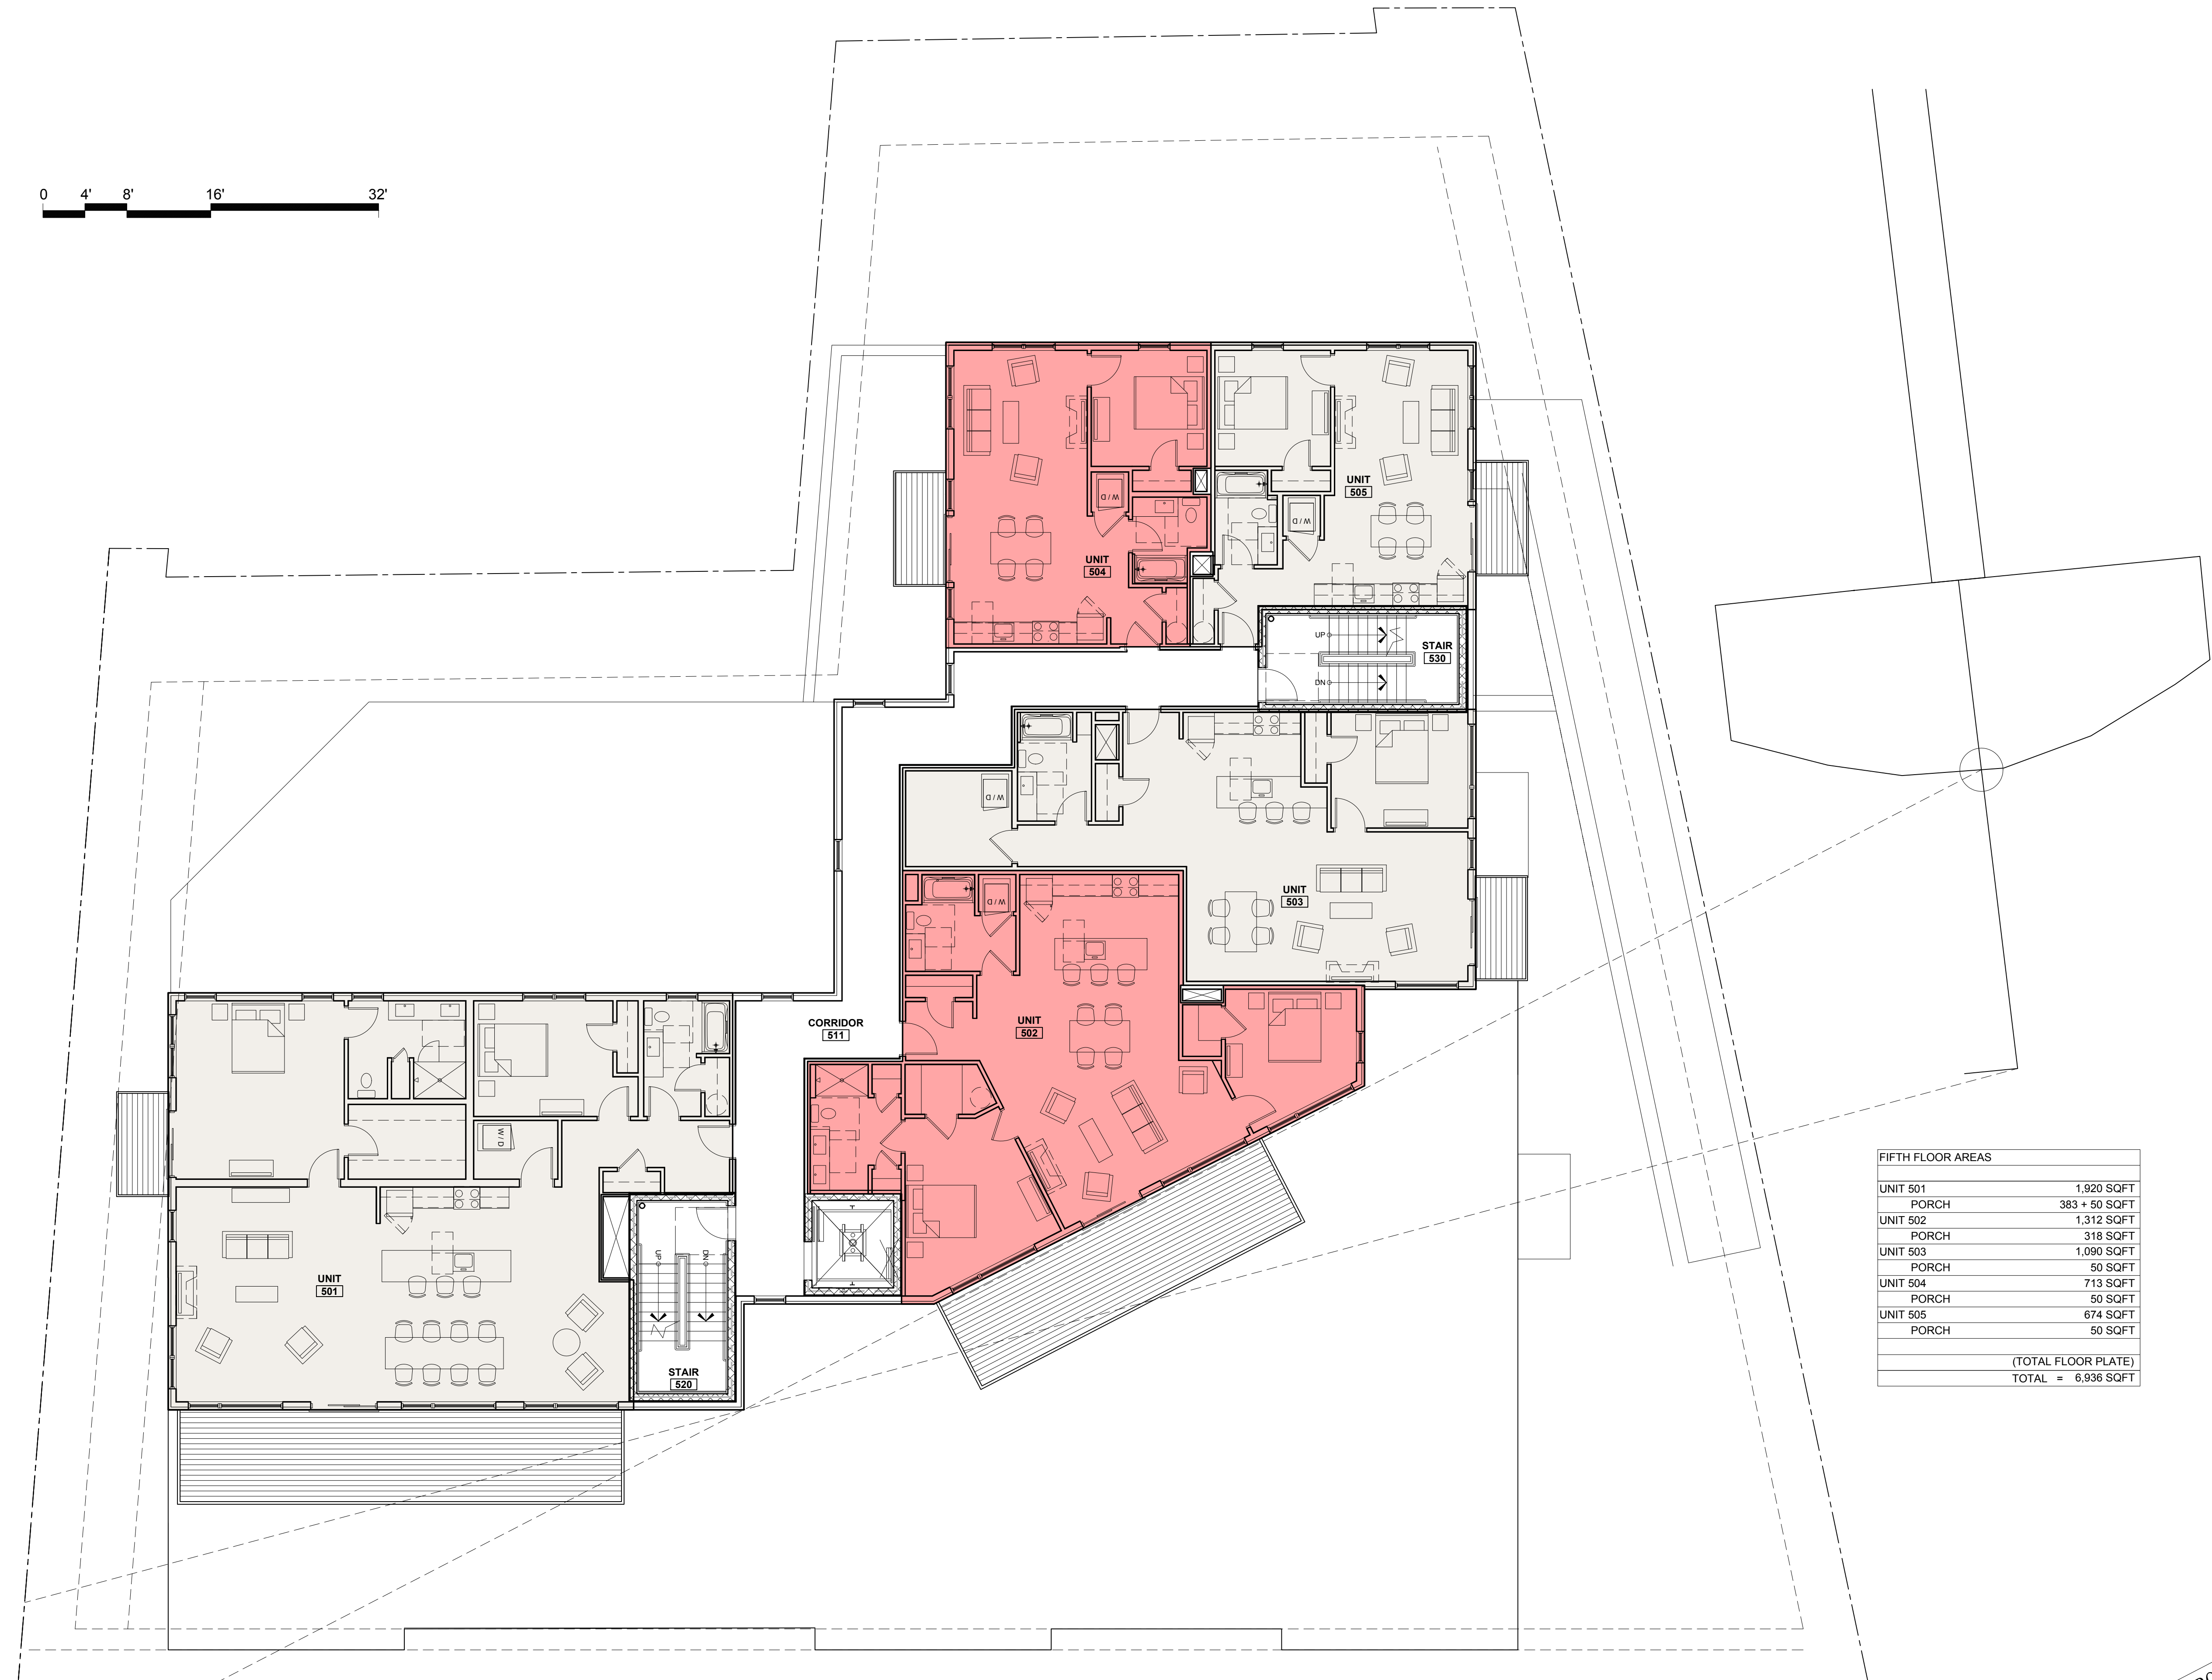 0 4' 8' 16' 32'
W / D
W / D
UNIT
505
UNIT
504
UP
STAIR
530
DN
W / D
W / D
UNIT
503
UNIT
502
CORRIDOR
511
W / D
UP
DN
UNIT
501
STAIR
520
FIFTH FLOOR AREAS
UNIT 501 1,920 SQFT
PORCH 383 + 50 SQFT
UNIT 502 1,312 SQFT
PORCH 318 SQFT
UNIT 503 1,090 SQFT
PORCH 50 SQFT
UNIT 504 713 SQFT
PORCH 50 SQFT
UNIT 505 674 SQFT
PORCH 50 SQFT
(TOTAL FLOOR PLATE)
TOTAL = 6,936 SQFT